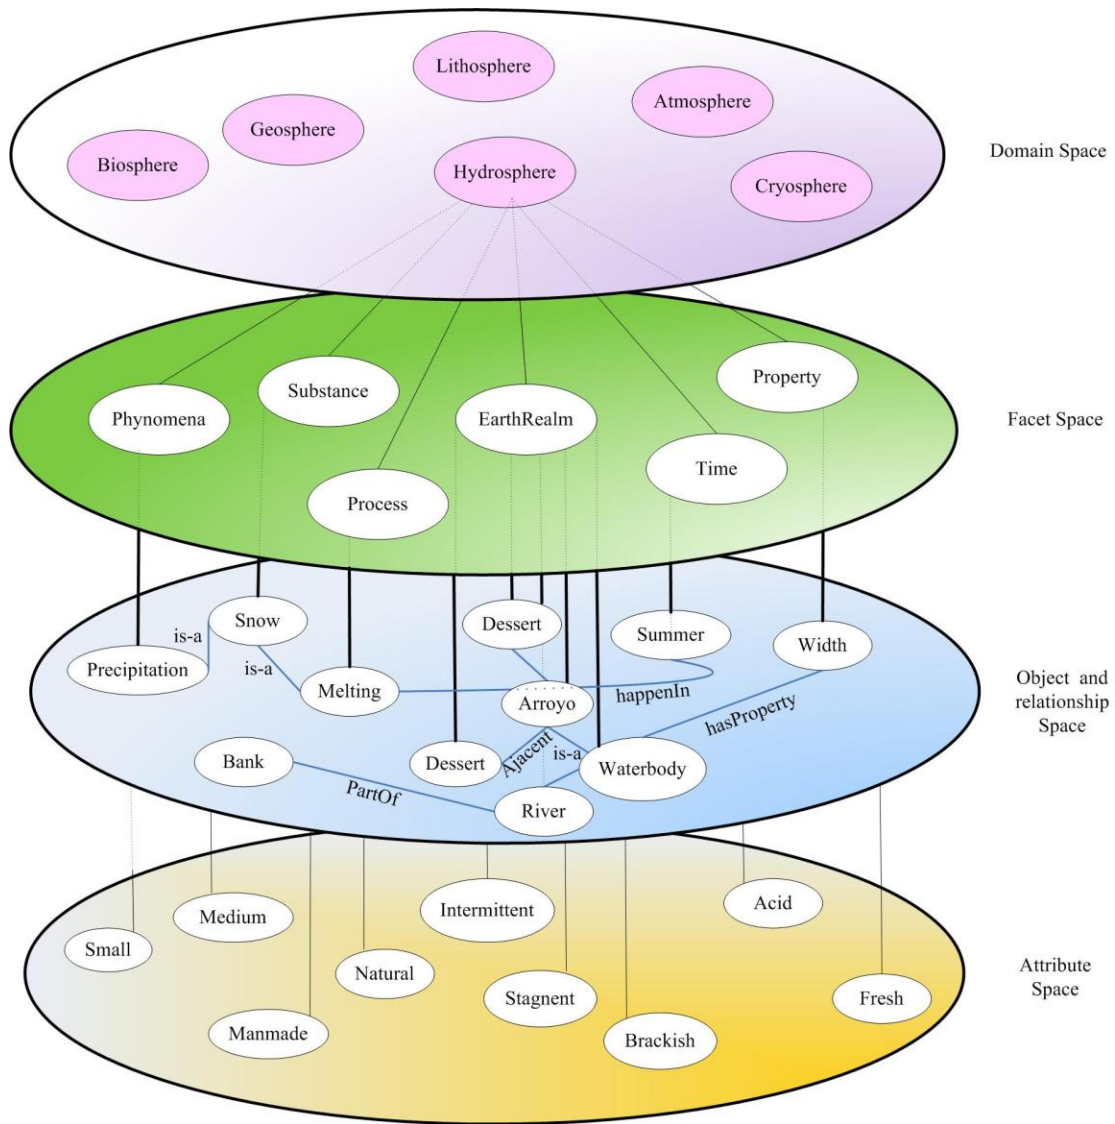 Lithosphere
Atmosphere
Geosphere
Biosphere
Hydrosphere
Cryosphere
Domain Space
Property
Substance
Phynomena
EarthRealm
Facet Space
Time
Process
Snow
Dessert
Summer
is-a
Width
Precipitation
is-a
Melting
happenIn
Arroyo
hasProperty
Object and
relationship
Space
Bank
Dessert
Ajacent
is-a
Waterbody
PartOf
River
Acid
Intermittent
Medium
Small
Natural
Stagnent
Fresh
Attribute
Space
Manmade
Brackish